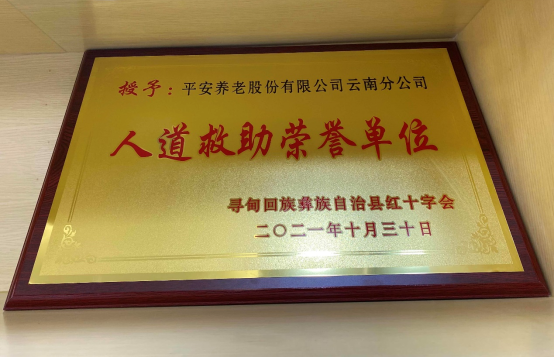 授予：平安养老股份有限公司云南分公司
人道救助荣誉单位
寻甸回族彝族自治县红十字会
二〇二一年十月三十日